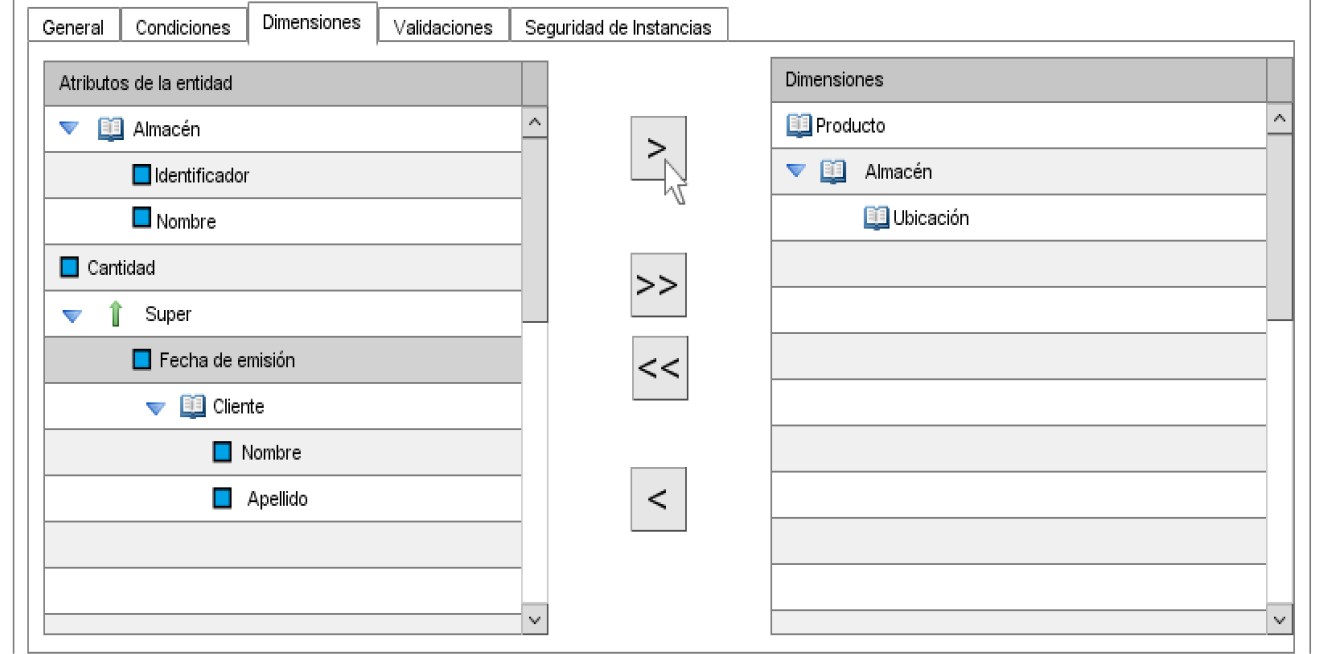 General Condiciones Dimensiones Validaciones Seguridad de Instancias
Atributos de la entidad
Almacén
Identificador
Nombre
Cantidad
Super
Fecha de emisión
Cliente
Nombre
Apellido
>
>>
<<
<
Dimensiones
Producto
Almacén
Ubicación